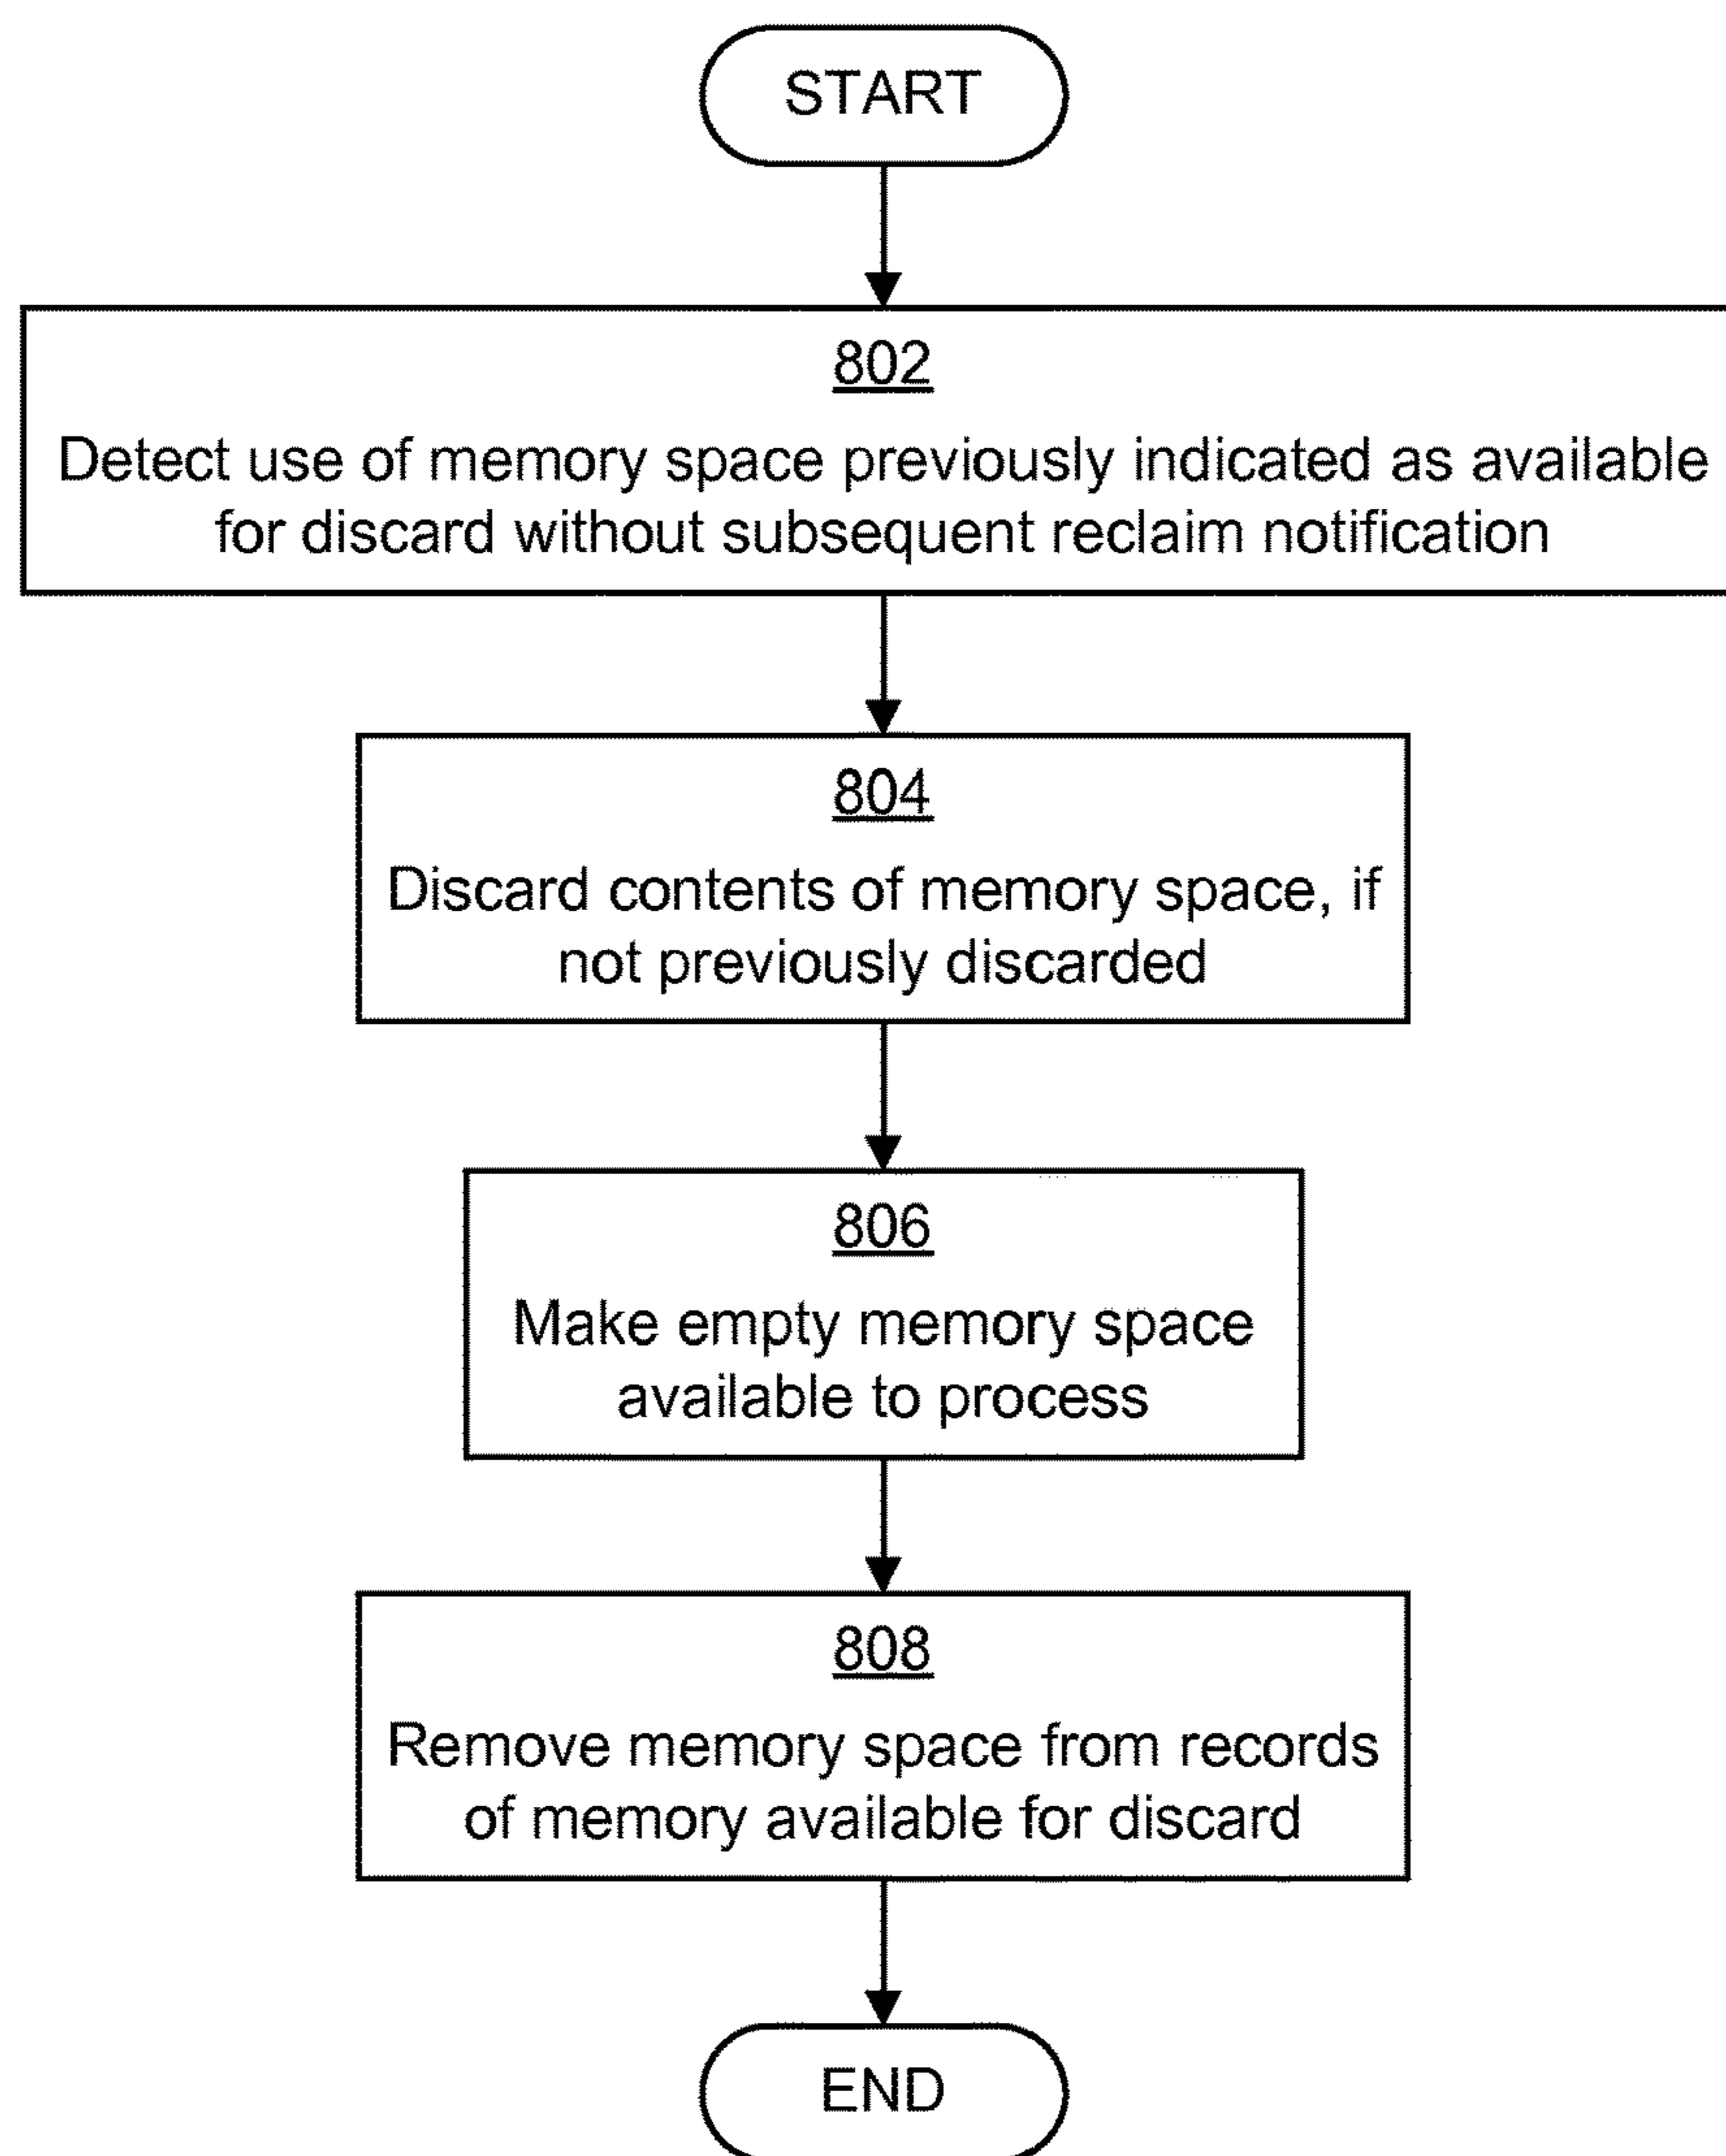 START
802
Detect use of memory space previously indicated as available
for discard without subsequent reclaim notification
804
Discard contents of memory space, if
not previously discarded
806
Make empty memory space
available to process
808
Remove memory space from records
of memory available for discard
END